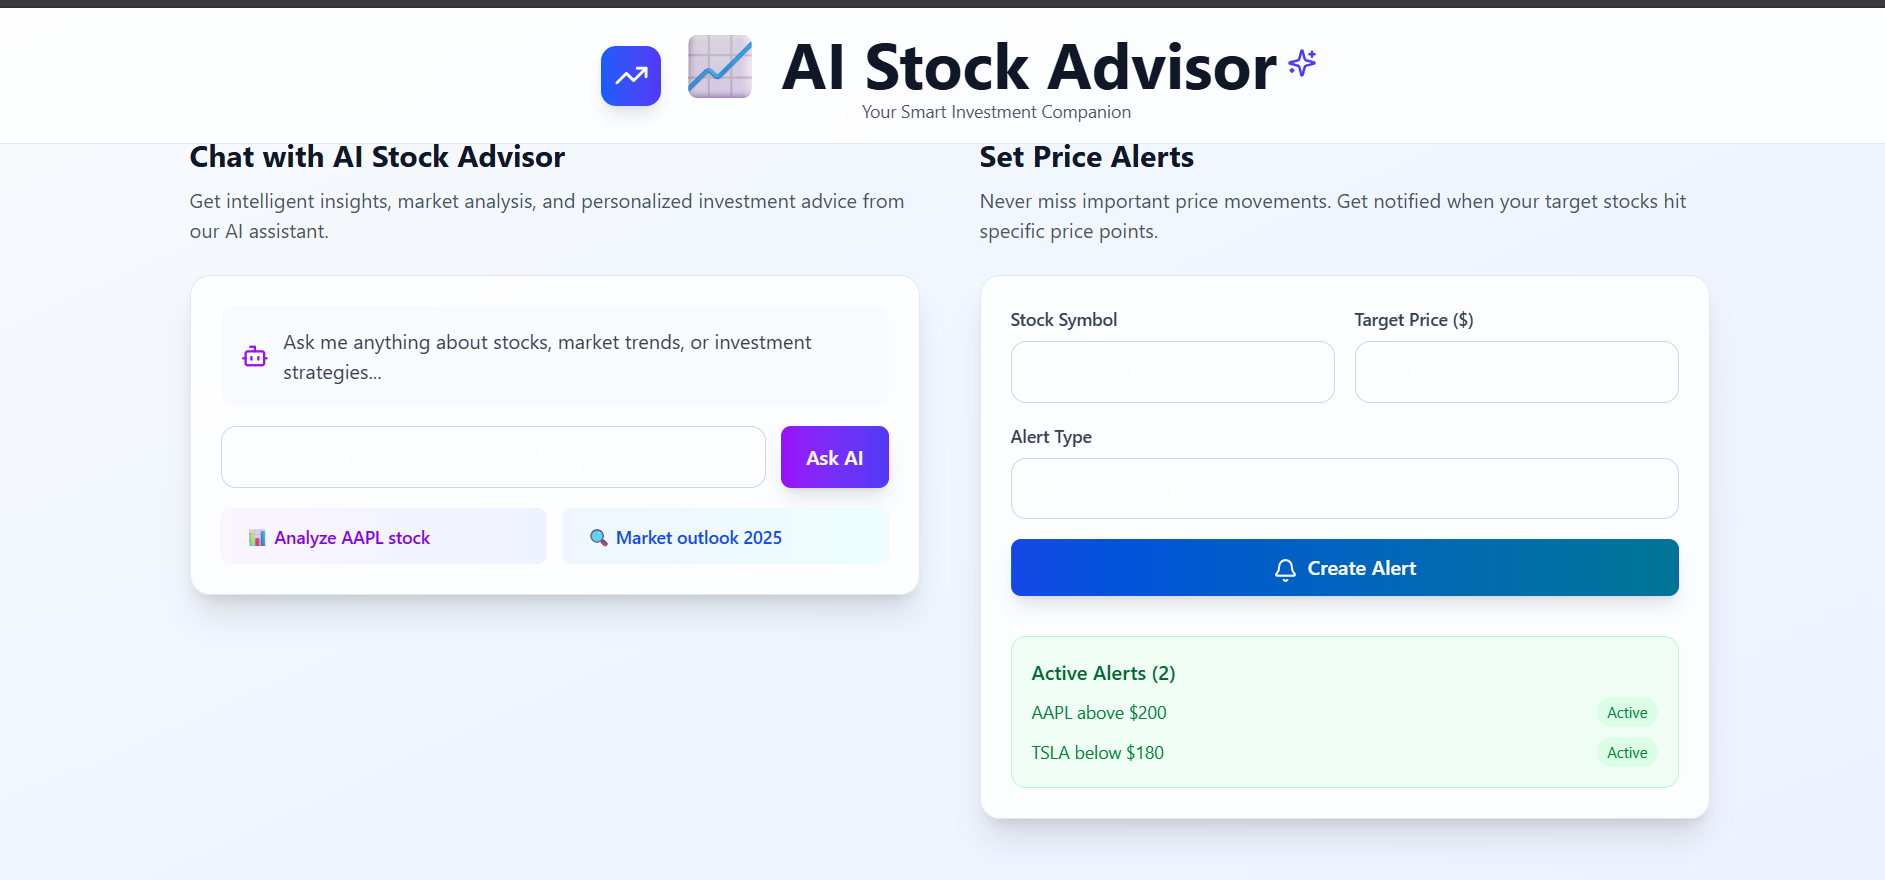 AI Stock Advisor
Your Smart Investment Companion
Chat with AI Stock Advisor
Get intelligent insights, market analysis, and personalized investment advice from
our AI assistant.
Ask me anything about stocks, market trends, or investment
strategies...
Ask AI
Analyze AAPL stock
Market outlook 2025
Set Price Alerts
Never miss important price movements. Get notified when your target stocks hit
specific price points.
Stock Symbol
Target Price ($)
Alert Type
Create Alert
Active Alerts (2)
AAPL above $200
Active
TSLA below $180
Active